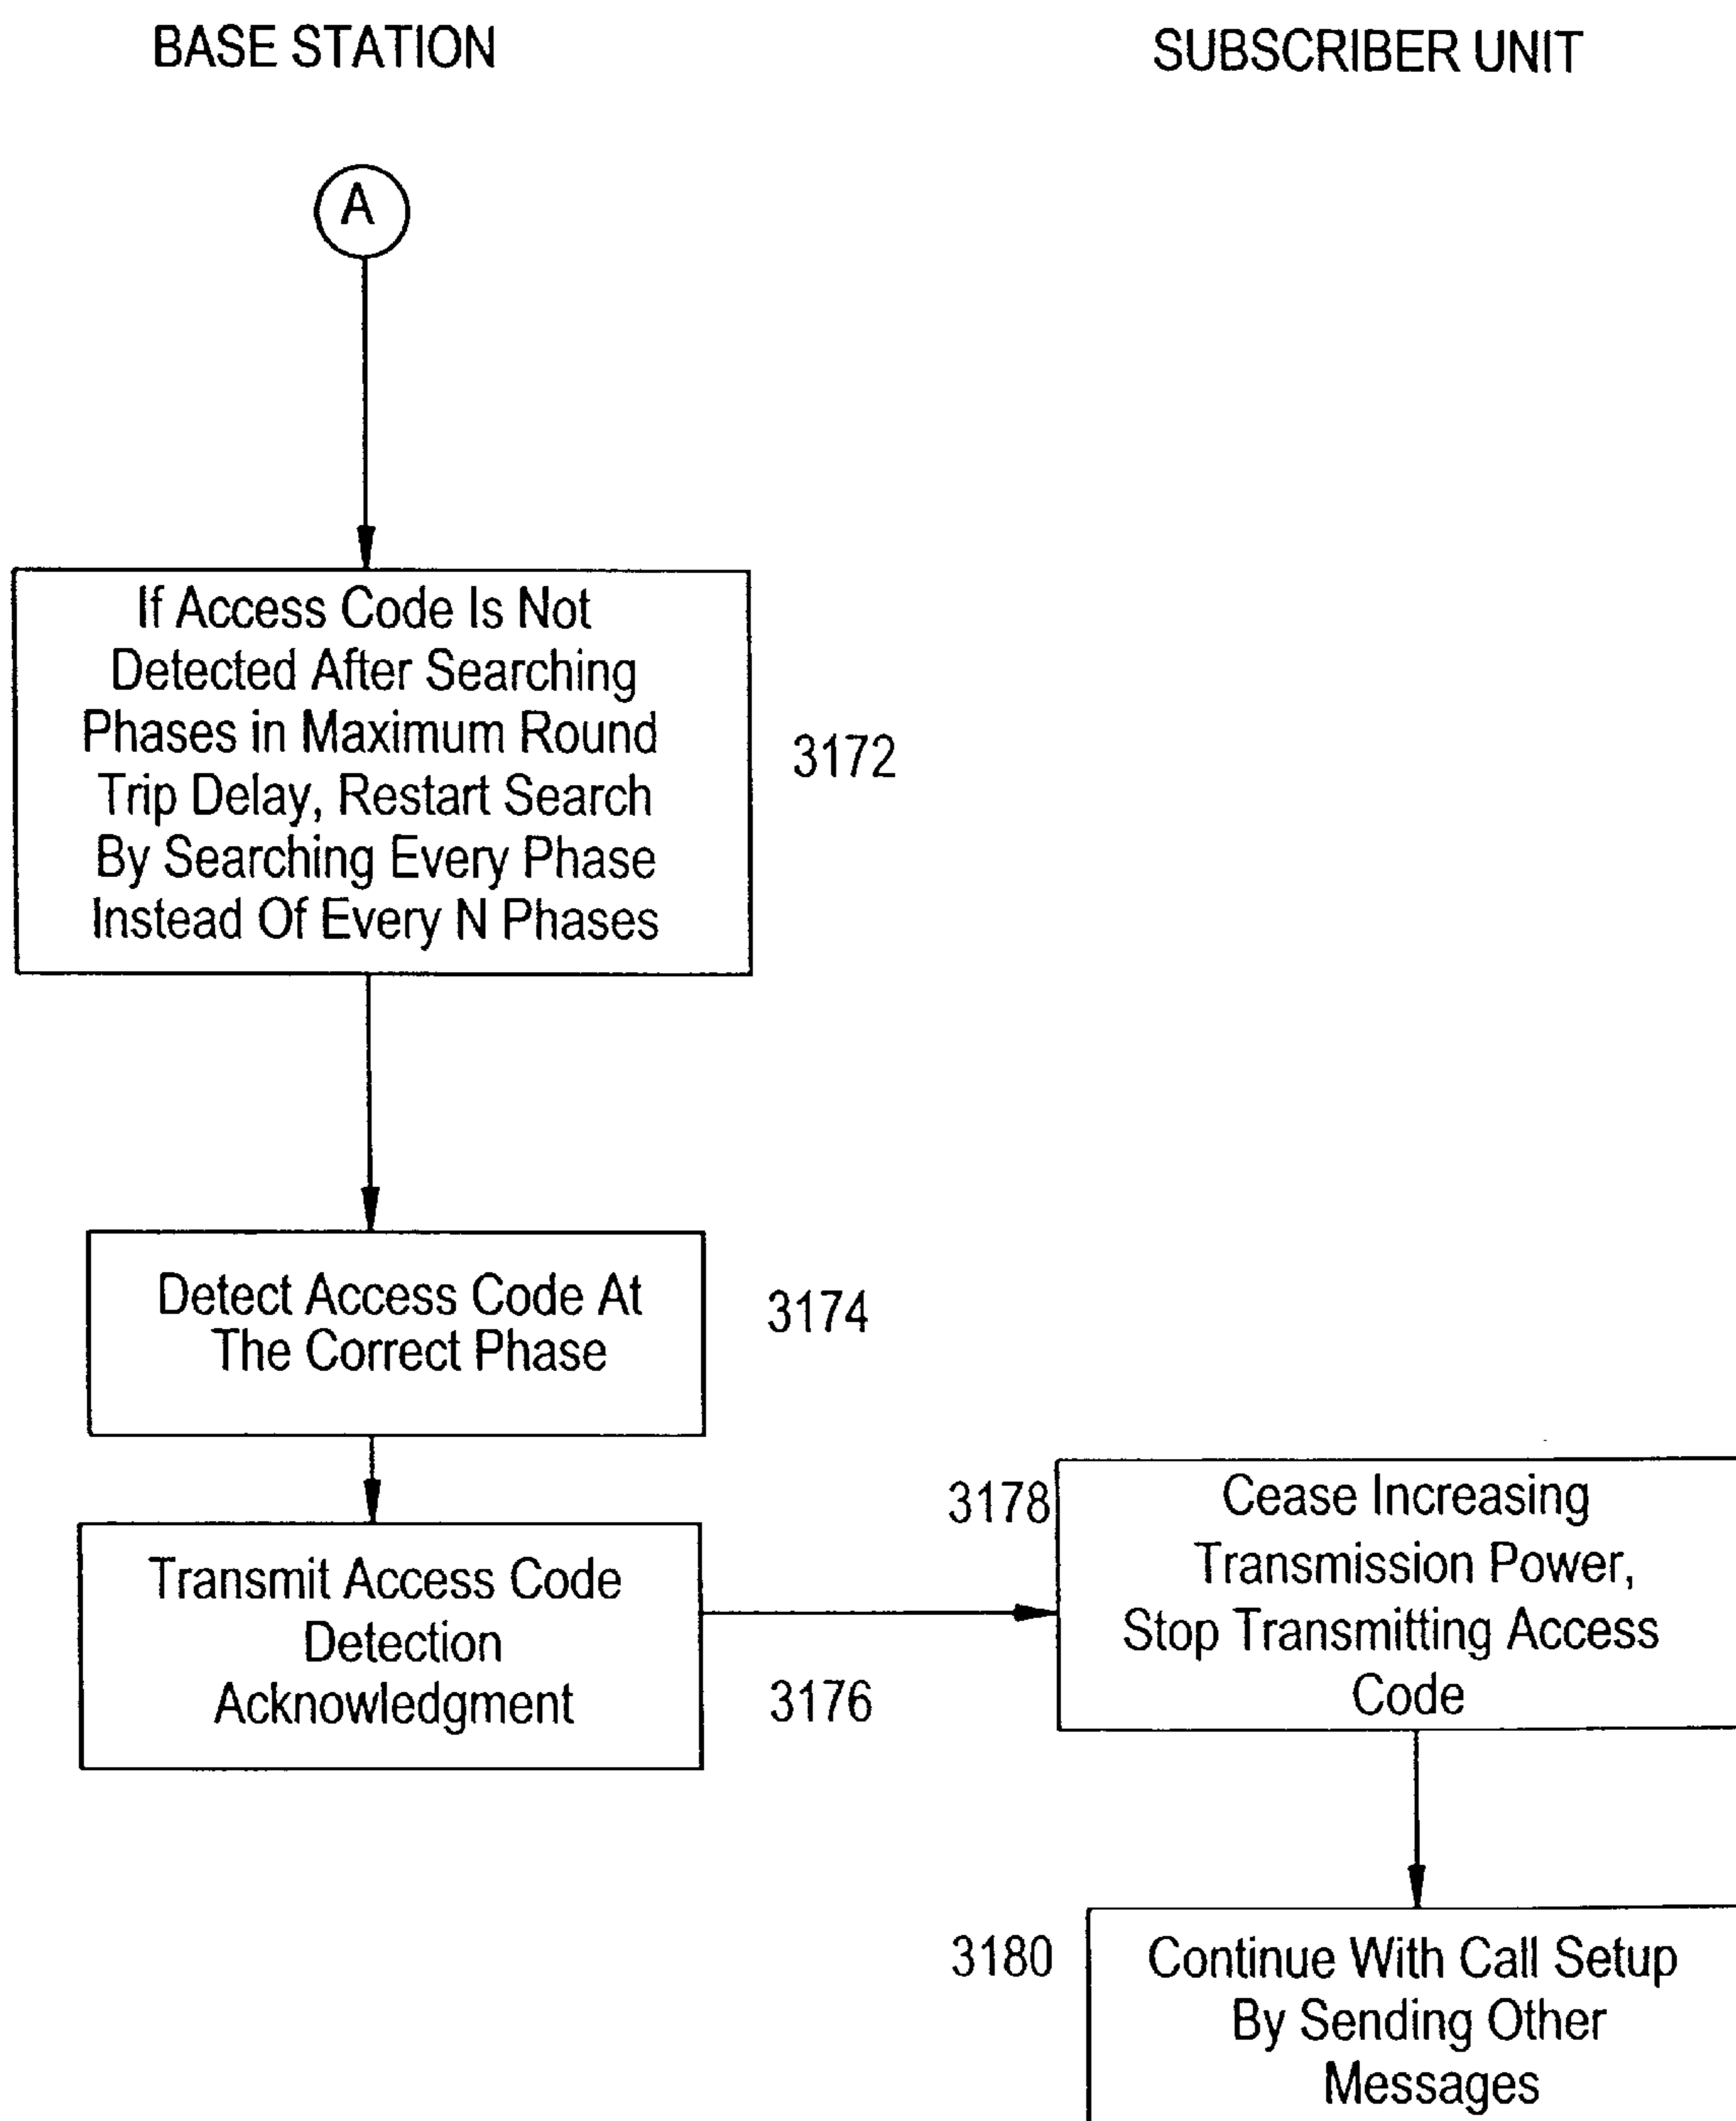 BASE STATION
SUBSCRIBER UNIT
A
If Access Code Is Not
Detected After Searching
Phases in Maximum Round
Trip Delay, Restart Search
By Searching Every Phase
Instead Of Every N Phases
3172
Detect Access Code At
The Correct Phase
3174
Transmit Access Code
Detection
Acknowledgment
3176
3178
Cease Increasing
Transmission Power,
Stop Transmitting Access
Code
3180
Continue With Call Setup
By Sending Other
Messages